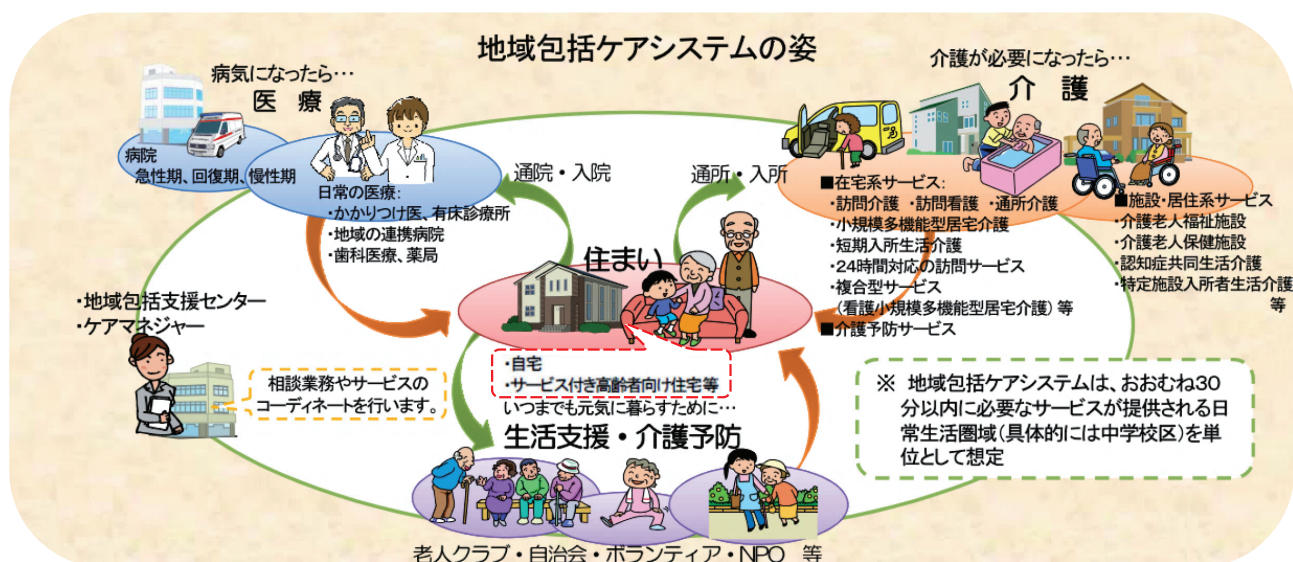 地域包括ケアシステムの姿
病気になったら…
医　療
病院
急性期、回復期、慢性期
日常の医療：
・かかりつけ医、有床診療所
・地域の連携病院
・歯科医療、薬局
通院・入院
通所・入所
介護が必要になったら…
介　護
■在宅系サービス：
・訪問介護　・訪問看護　・通所介護
・小規模多機能型居宅介護
・短期入所生活介護
・24時間対応の訪問サービス
・複合型サービス
（看護小規模多機能型居宅介護）等
■介護予防サービス
■施設・居住系サービス
・介護老人福祉施設
・介護老人保健施設
・認知症共同生活介護
・特定施設入所者生活介護
等
住まい
・自宅
・サービス付き高齢者向け住宅等
・地域包括支援センター
・ケアマネジャー
相談業務やサービスの
コーディネートを行います。
いつまでも元気に暮らすために…
生活支援・介護予防
老人クラブ・自治会・ボランティア・NPO　等
※　地域包括ケアシステムは、おおむね30
分以内に必要なサービスが提供される日
常生活圏域（具体的には中学校区）を単
位として想定